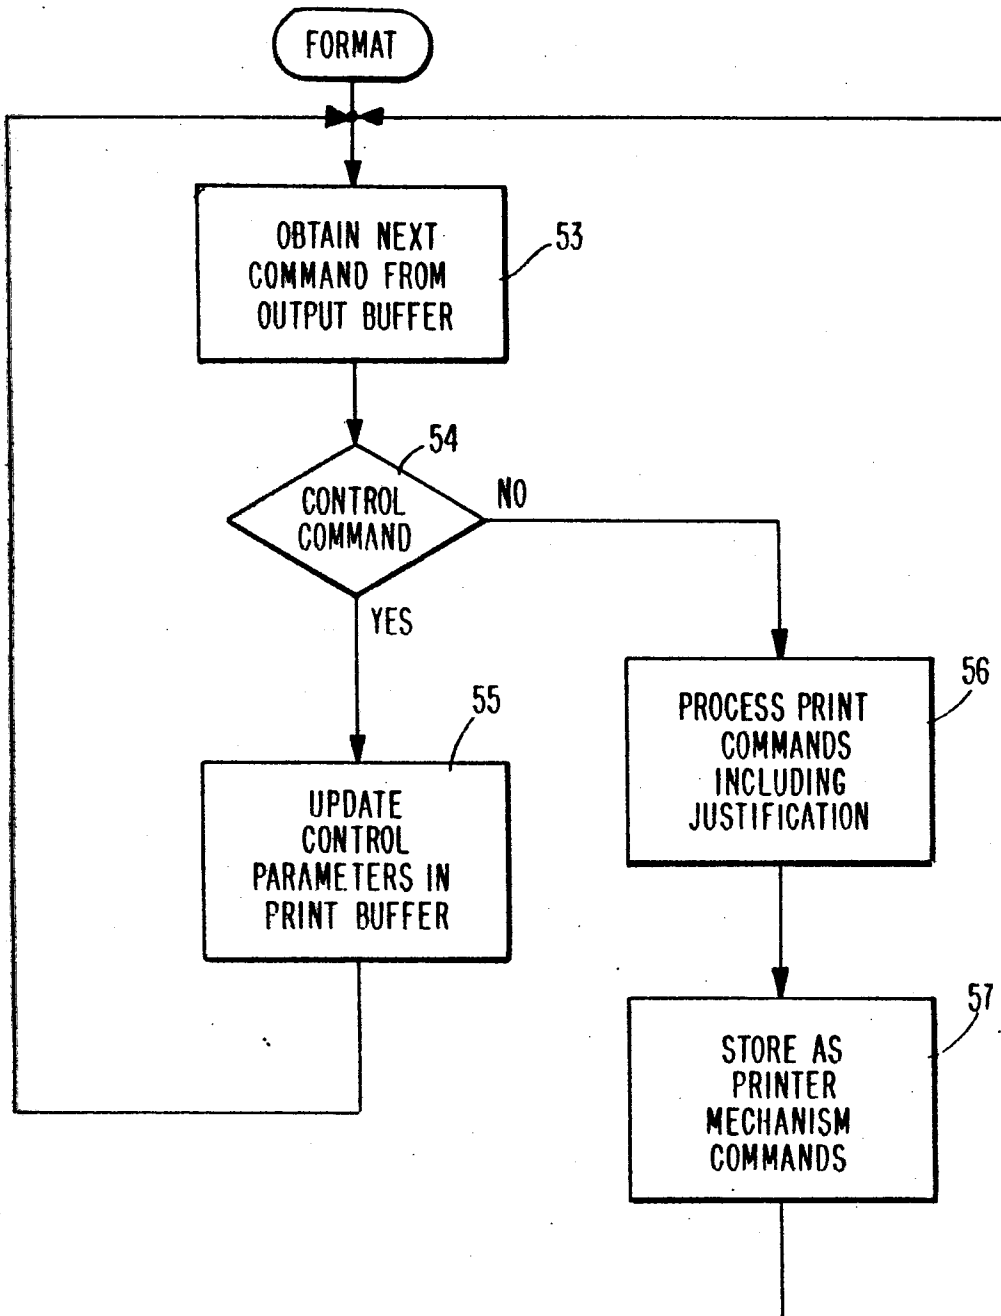 FORMAT
OBTAIN NEXT
COMMAND FROM
OUTPUT BUFFER
53
54
CONTROL
COMMAND
NO
YES
55
UPDATE
CONTROL
PARAMETERS IN
PRINT BUFFER
56
PROCESS PRINT
COMMANDS
INCLUDING
JUSTIFICATION
57
STORE AS
PRINTER
MECHANISM
COMMANDS